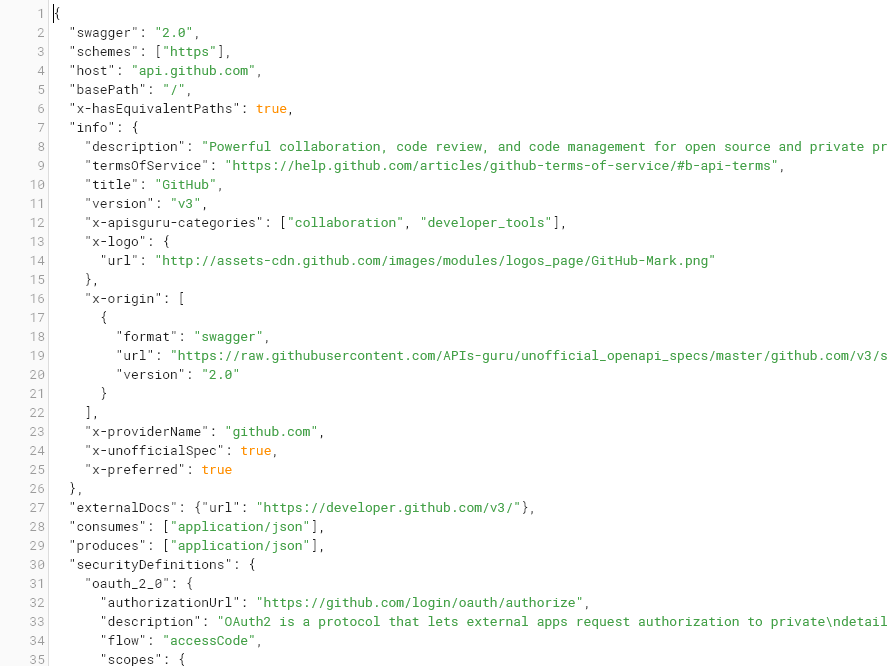 1 {
2 "swagger": "2.0",
3 "schemes": ["https"],
4 "host": "api.github.com",
5 "basePath": "/",
6 "x-hasEquivalentPaths": true,
7 "info": {
8 "description": "Powerful collaboration, code review, and code management for open source and private pr
9 "termsOfService": "https://help.github.com/articles/github-terms-of-service/#b-api-terms",
10 "title": "GitHub",
11 "version": "v3",
12 "x-apisguru-categories": ["collaboration", "developer_tools"],
13 "x-logo": {
14 "url": "http://assets-cdn.github.com/images/modules/logos_page/GitHub-Mark.png"
15 },
16 "x-origin": [
17 {
18 "format": "swagger",
19 "url": "https://raw.githubusercontent.com/APIs-guru/unofficial_openapi_specs/master/github.com/v3/s
20 "version": "2.0"
21 }
22 ],
23 "x-providerName": "github.com",
24 "x-unofficialSpec": true,
25 "x-preferred": true
26 },
27 "externalDocs": {"url": "https://developer.github.com/v3/"},
28 "consumes": ["application/json"],
29 "produces": ["application/json"],
30 "securityDefinitions": {
31 "oauth_2_0": {
32 "authorizationUrl": "https://github.com/login/oauth/authorize",
33 "description": "OAuth2 is a protocol that lets external apps request authorization to private\ndetail
34 "flow": "accessCode",
35 "scopes": {